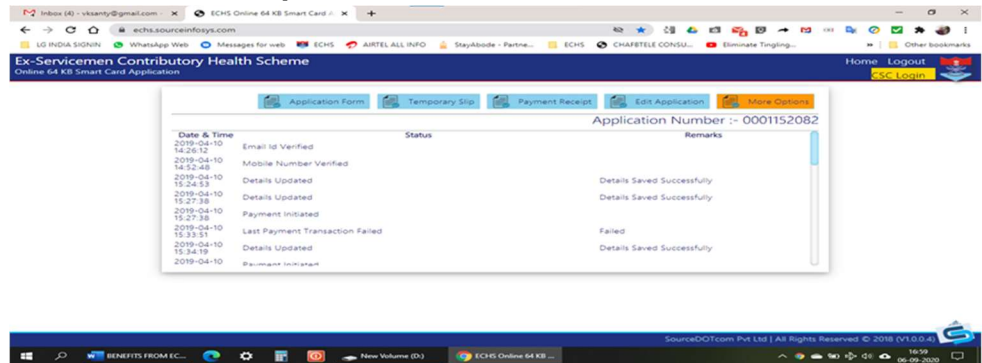 Inbox (4) - vksanty@gmail.com - ECHS Online 64 KB Smart Card A
echs.sourceinfosys.com
LG INDIA SIGNIN WhatsApp Web Messages for web ECHS AIRTEL ALL INFO StayAbode - Partne... ECHS CHAFBTELE CONSU... Eliminate Tingling... Other bookmarks
Ex-Servicemen Contributory Health Scheme
Online 64 KB Smart Card Application
Home Logout
CSC Login
Application Form Temporary Slip Payment Receipt Edit Application More Options
Application Number :- 0001152082
Date & Time Status Remarks
2019-04-10
14:26:12 Email Id Verified
2019-04-10
14:52:48 Mobile Number Verified
2019-04-10
15:24:53 Details Updated Details Saved Successfully
2019-04-10
15:27:38 Details Updated Details Saved Successfully
2019-04-10
15:27:38 Payment Initiated
2019-04-10
15:33:51 Last Payment Transaction Failed Failed
2019-04-10
15:34:19 Details Updated Details Saved Successfully
2019-04-10
Payment Initiated
SourceDOTcom Pvt Ltd | All Rights Reserved © 2018 (V1.0.0.4)
BENEFITS FROM EC... New Volume (D:) ECHS Online 64 KB ...
16:59
06-09-2020